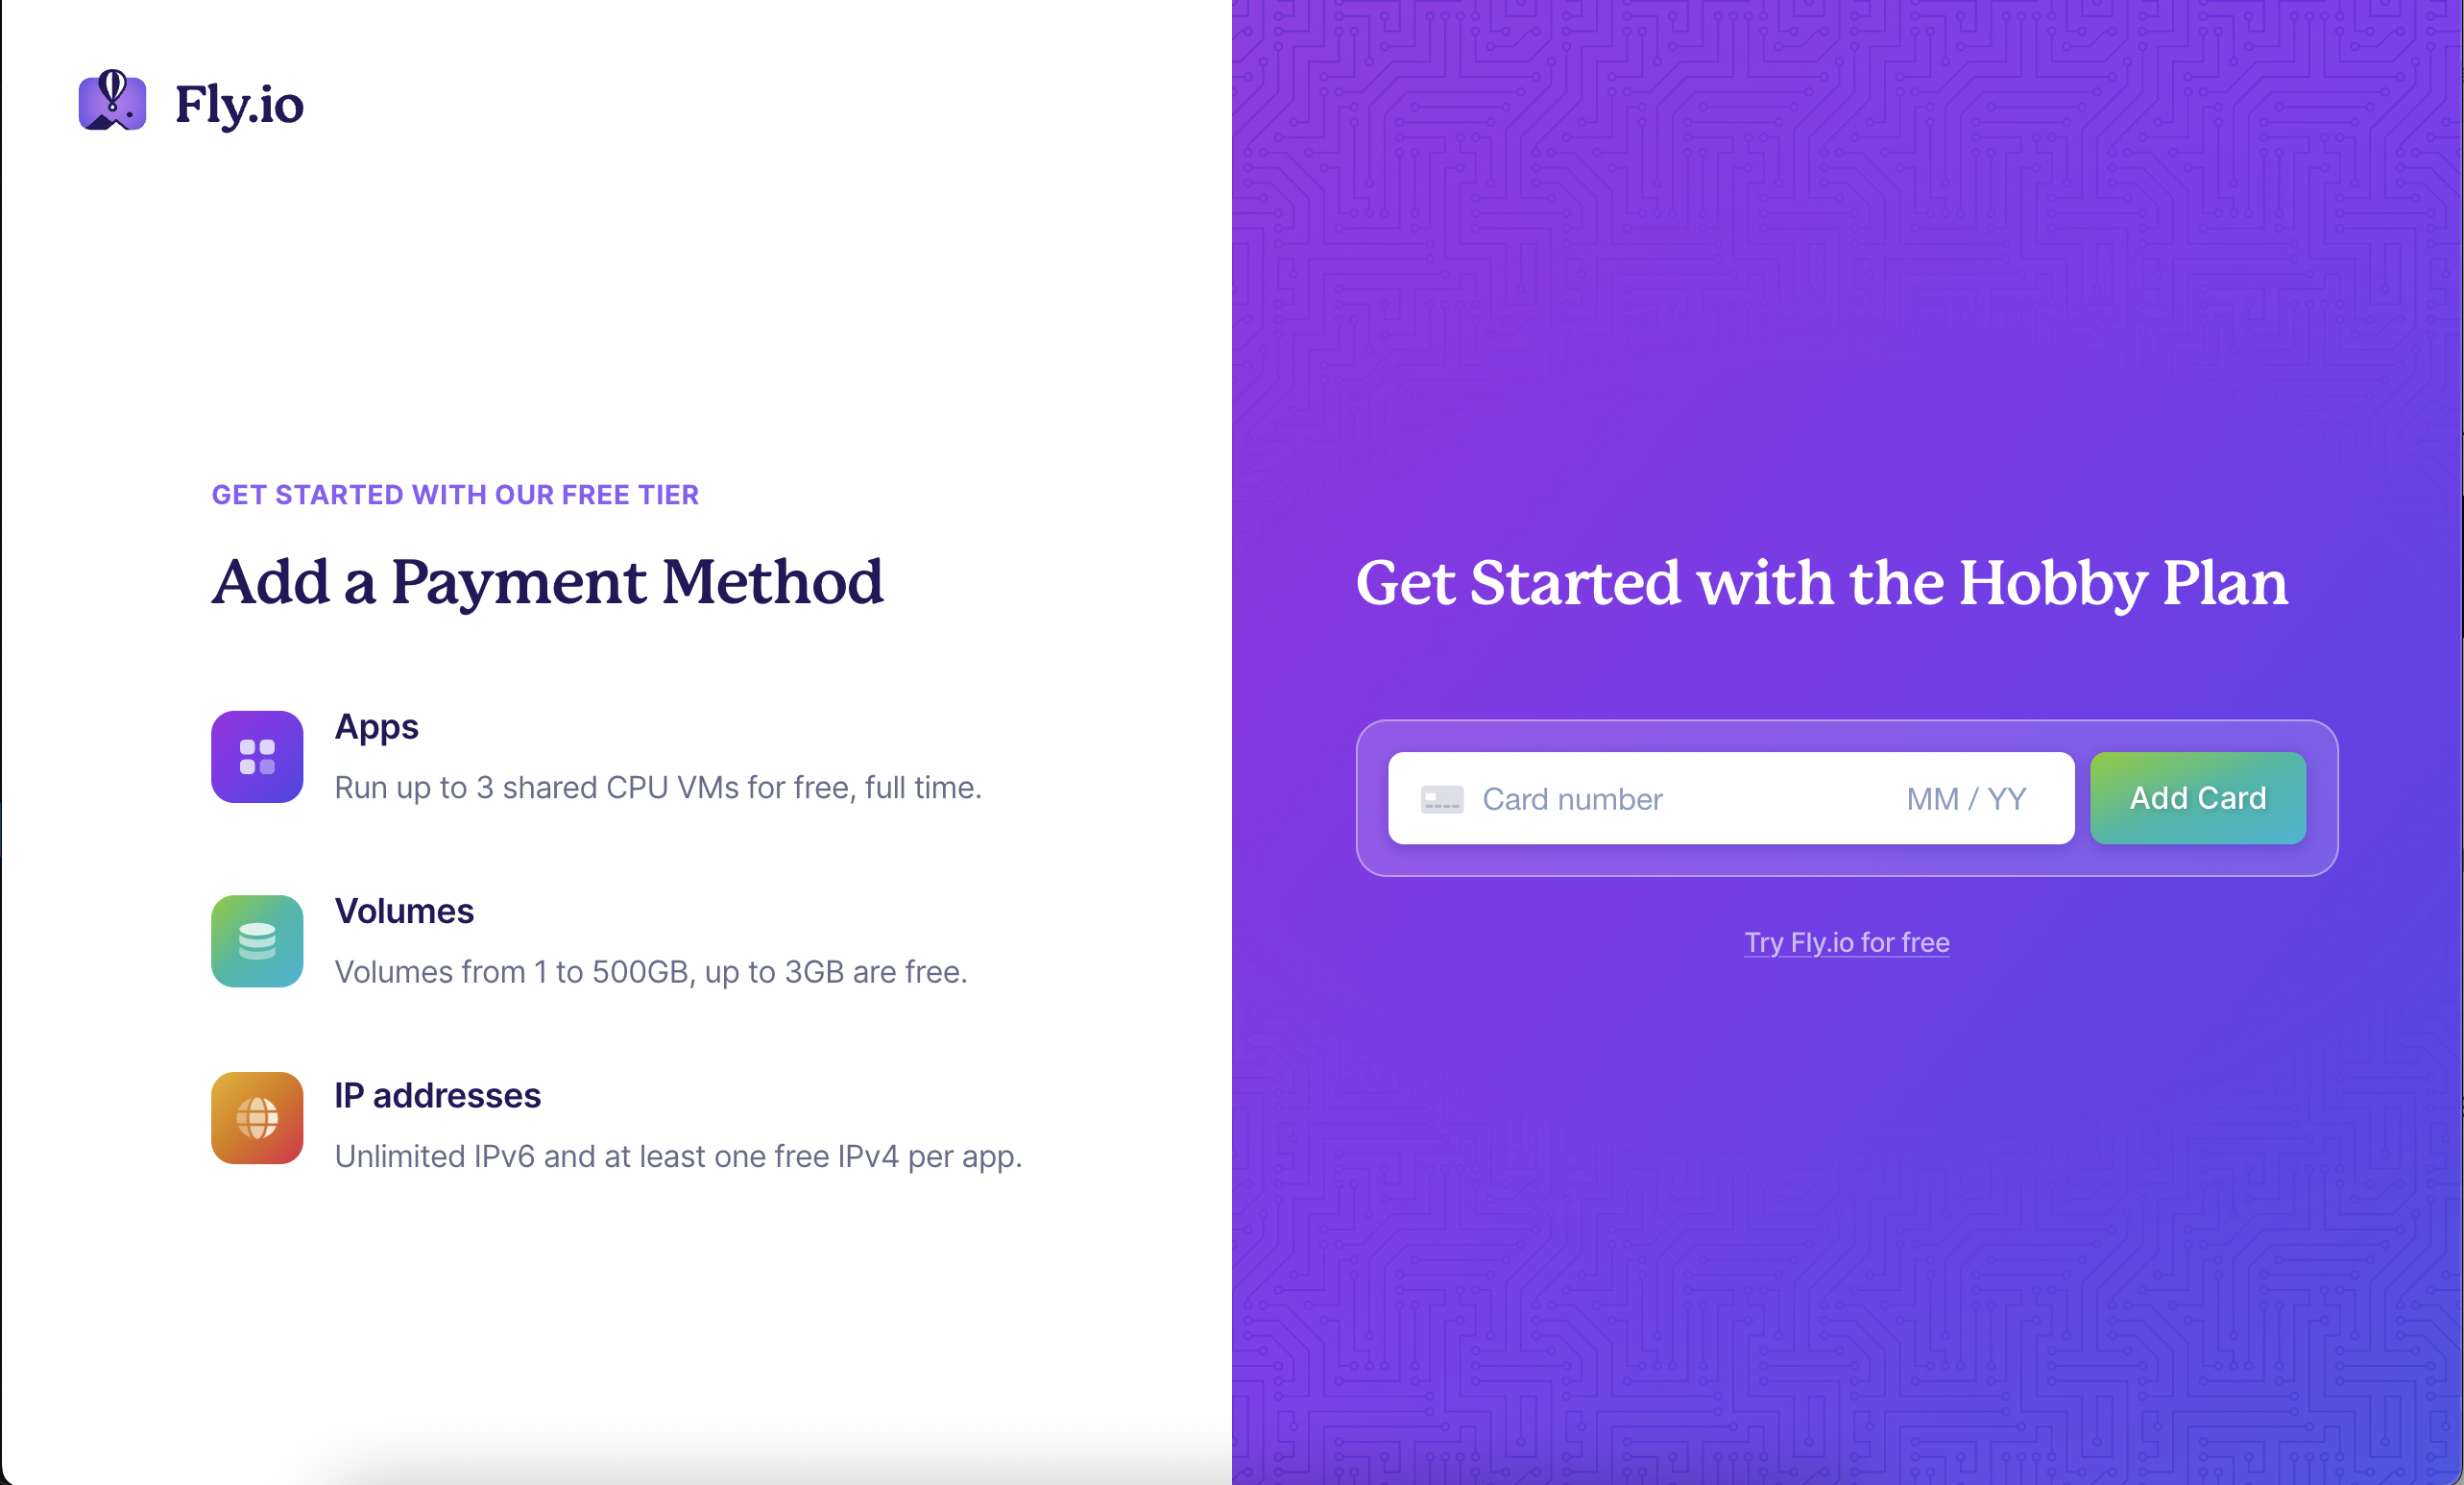 Fly.io
GET STARTED WITH OUR FREE TIER
Add a Payment Method
Apps
Run up to 3 shared CPU VMs for free, full time.
Volumes
Volumes from 1 to 500GB, up to 3GB are free.
IP addresses
Unlimited IPv6 and at least one free IPv4 per app.
Get Started with the Hobby Plan
Card number MM / YY Add Card
Try Fly.io for free